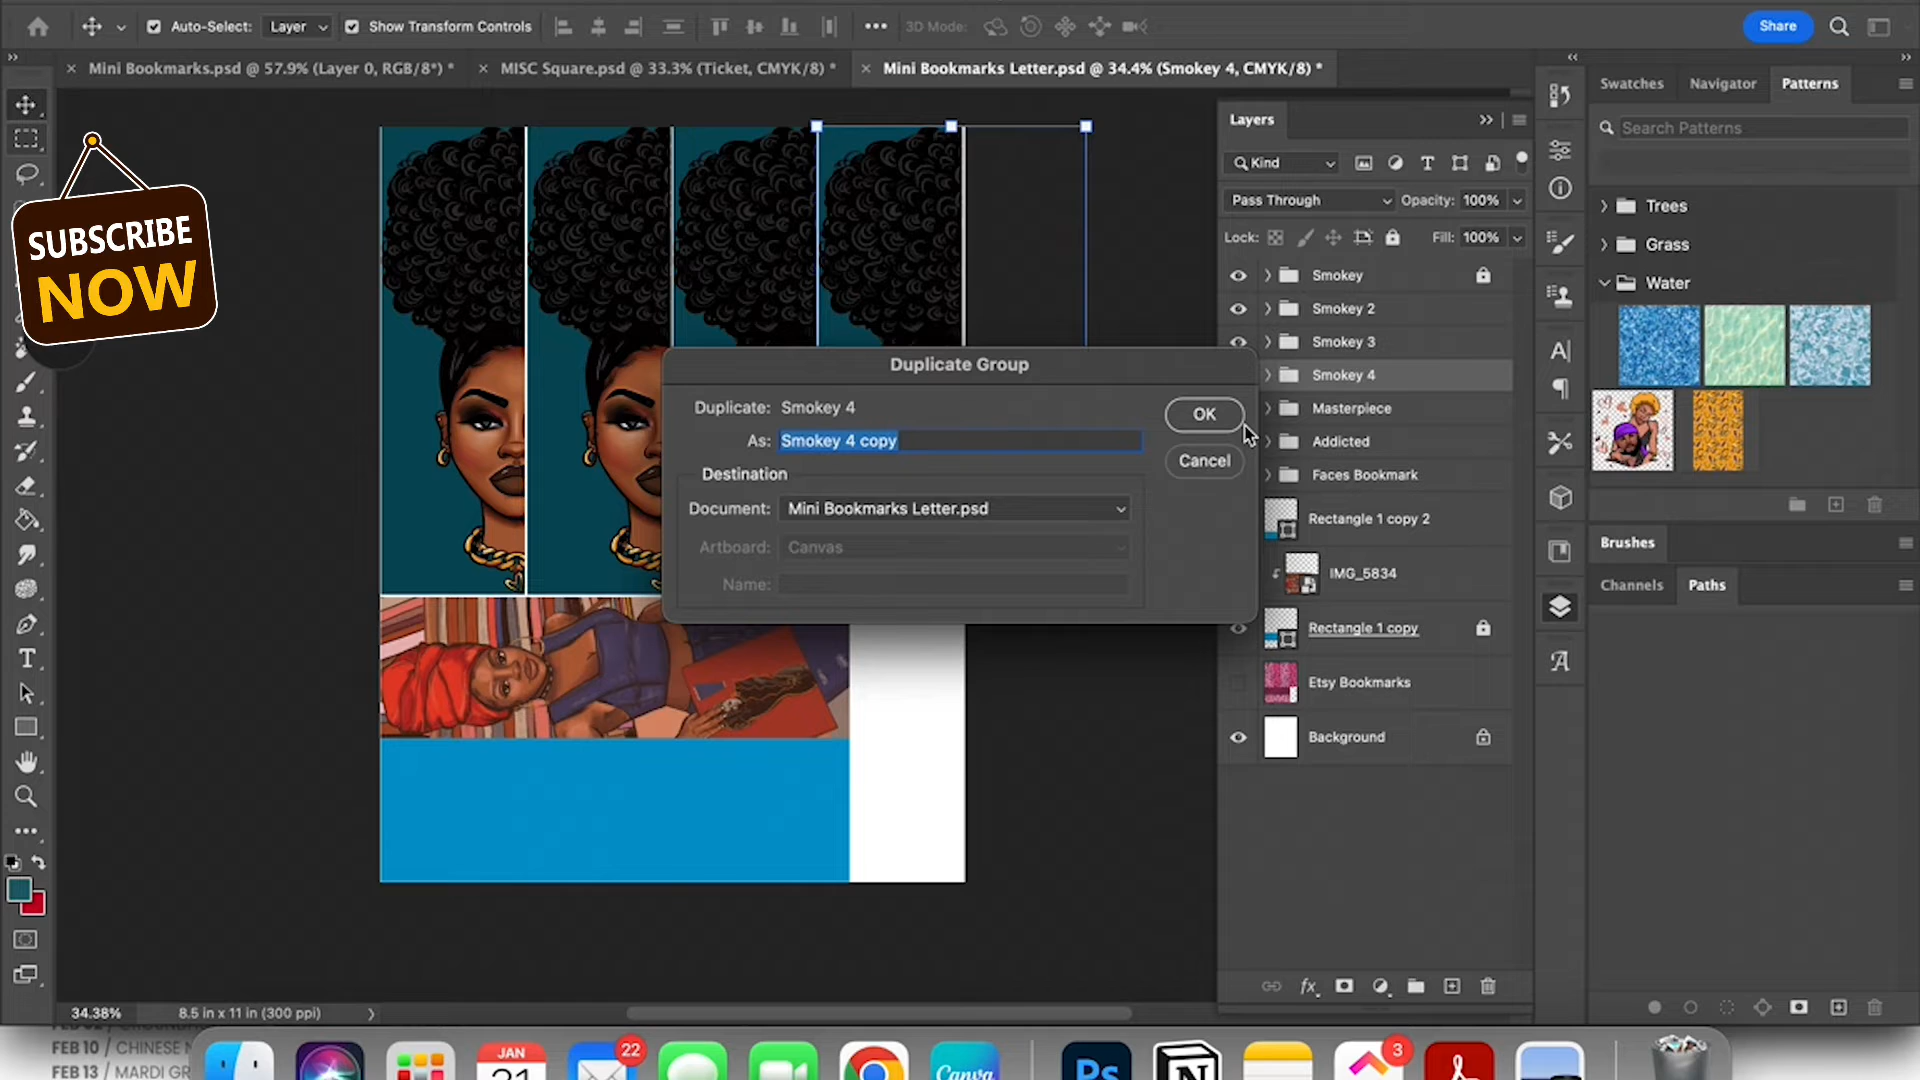 Auto-Select: Layer Show Transform Controls 3D Mode: Share
Mini Bookmarks.psd @ 57.9% (Layer 0, RGB/8*) * MISC Square.psd @ 33.3% (Ticket, CMYK/8) * Mini Bookmarks Letter.psd @ 34.4% (Smokey 4, CMYK/8) *
Swatches Navigator Patterns
Layers
Search Patterns
Kind
Pass Through Opacity: 100%
Lock: Fill: 100%
SUBSCRIBE
NOW
Trees
Grass
Water
Smokey
Smokey 2
Smokey 3
Smokey 4
Masterpiece
Addicted
Faces Bookmark
Rectangle 1 copy 2
IMG_5834
Rectangle 1 copy
Etsy Bookmarks
Background
Duplicate Group
Duplicate: Smokey 4
As: Smokey 4 copy
OK
Cancel
Destination
Document: Mini Bookmarks Letter.psd
Artboard: Canvas
Name:
Brushes
Channels Paths
34.38% 8.5 in x 11 in (300 ppi)
FEB 10 / CHINESE N
FEB 13 / MARDI GR
JAN
22
Canva
Ps
3